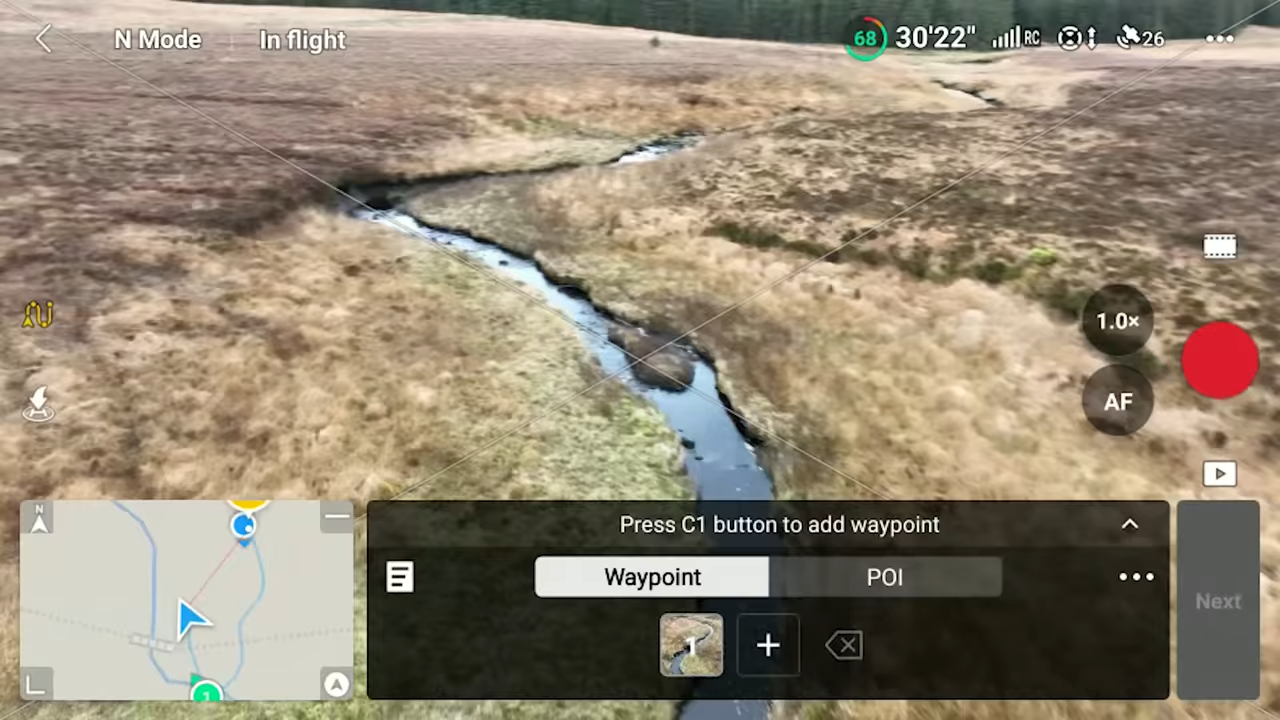 N Mode
In flight
68
30'22"
RC
26
1.0×
AF
N
1
Press C1 button to add waypoint
Waypoint
POI
1
Next